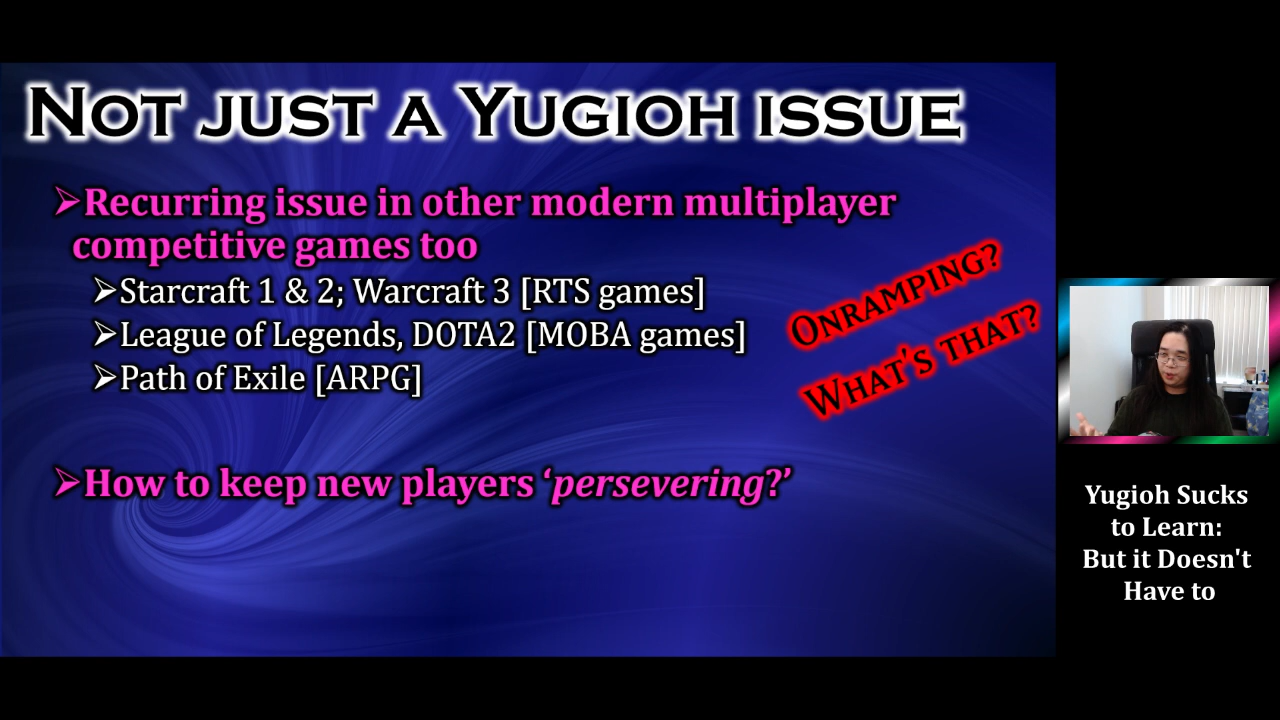 Not just a Yugioh issue
➢Recurring issue in other modern multiplayer
competitive games too
➢Starcraft 1 & 2; Warcraft 3 [RTS games]
➢League of Legends, DOTA2 [MOBA games]
➢Path of Exile [ARPG]
Onramping?
What's that?
➢How to keep new players ‘persevering?’
Yugioh Sucks
to Learn:
But it Doesn't
Have to